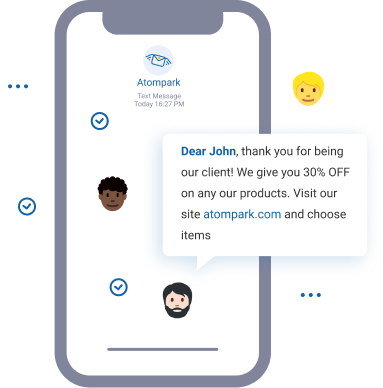 Atompark
Text Message
Today 16:27 PM
Dear John, thank you for being
our client! We give you 30% OFF
on any our products. Visit our
site atompark.com and choose
items